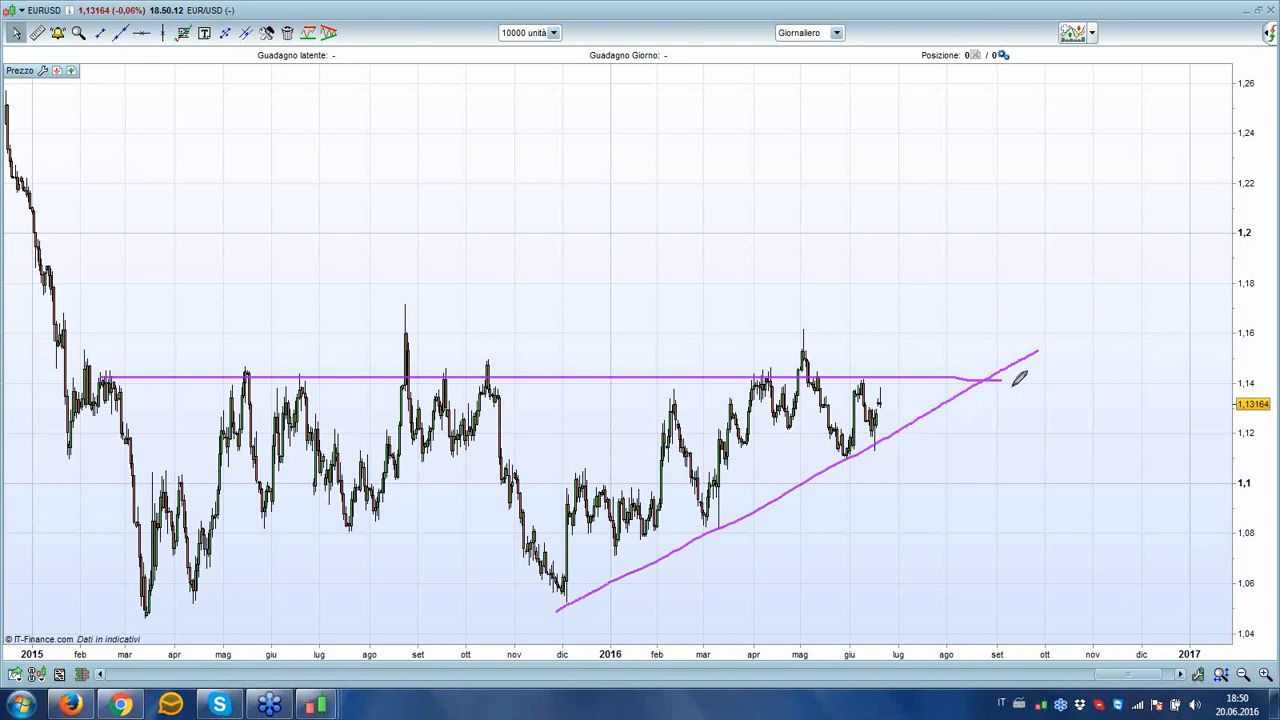 EURUSD 1,13164 (-0,06%) 18.50.12 EUR/USD (-)
10000 unità Giornaliero
Guadagno latente: - Guadagno Giorno: - Posizione: 0 / 0
Prezzo
1,26
1,24
1,22
1,2
1,18
1,16
1,14
1,13164
1,12
1,1
1,08
1,06
1,04
© IT-Finance.com Dati in indicativi
2015 feb mar apr mag giu lug ago set ott nov dic 2016 feb mar apr mag giu lug ago set ott nov dic 2017
IT 18:50
20.06.2016